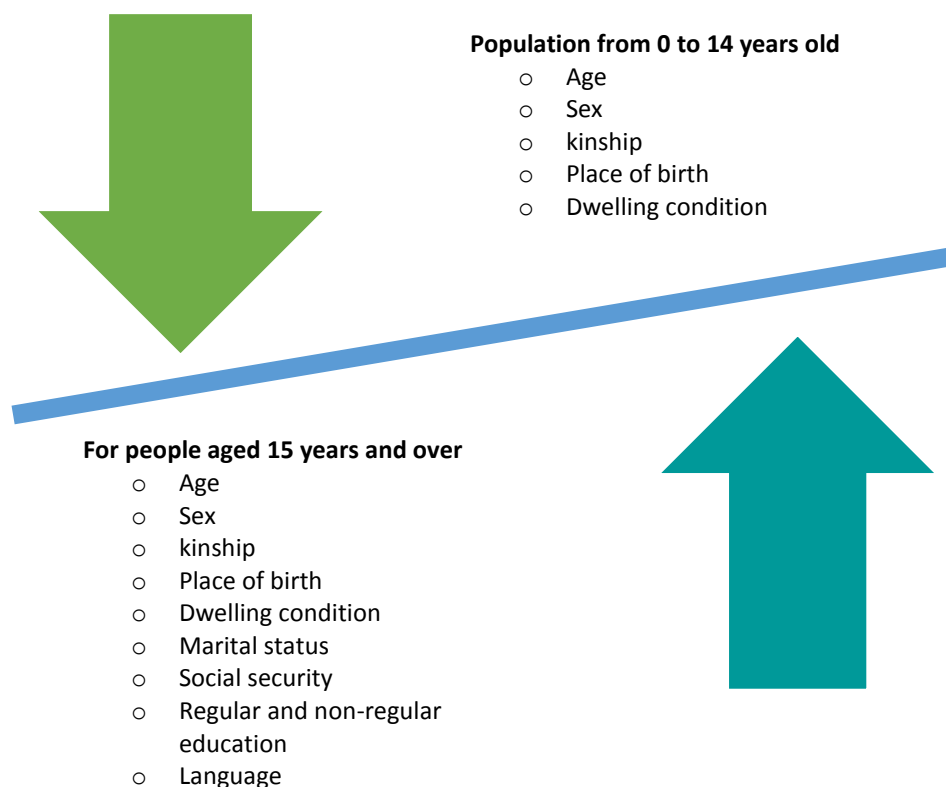 Population from 0 to 14 years old
o Age
o Sex
o kinship
o Place of birth
o Dwelling condition
For people aged 15 years and over
o Age
o Sex
o kinship
o Place of birth
o Dwelling condition
o Marital status
o Social security
o Regular and non-regular
education
o Language